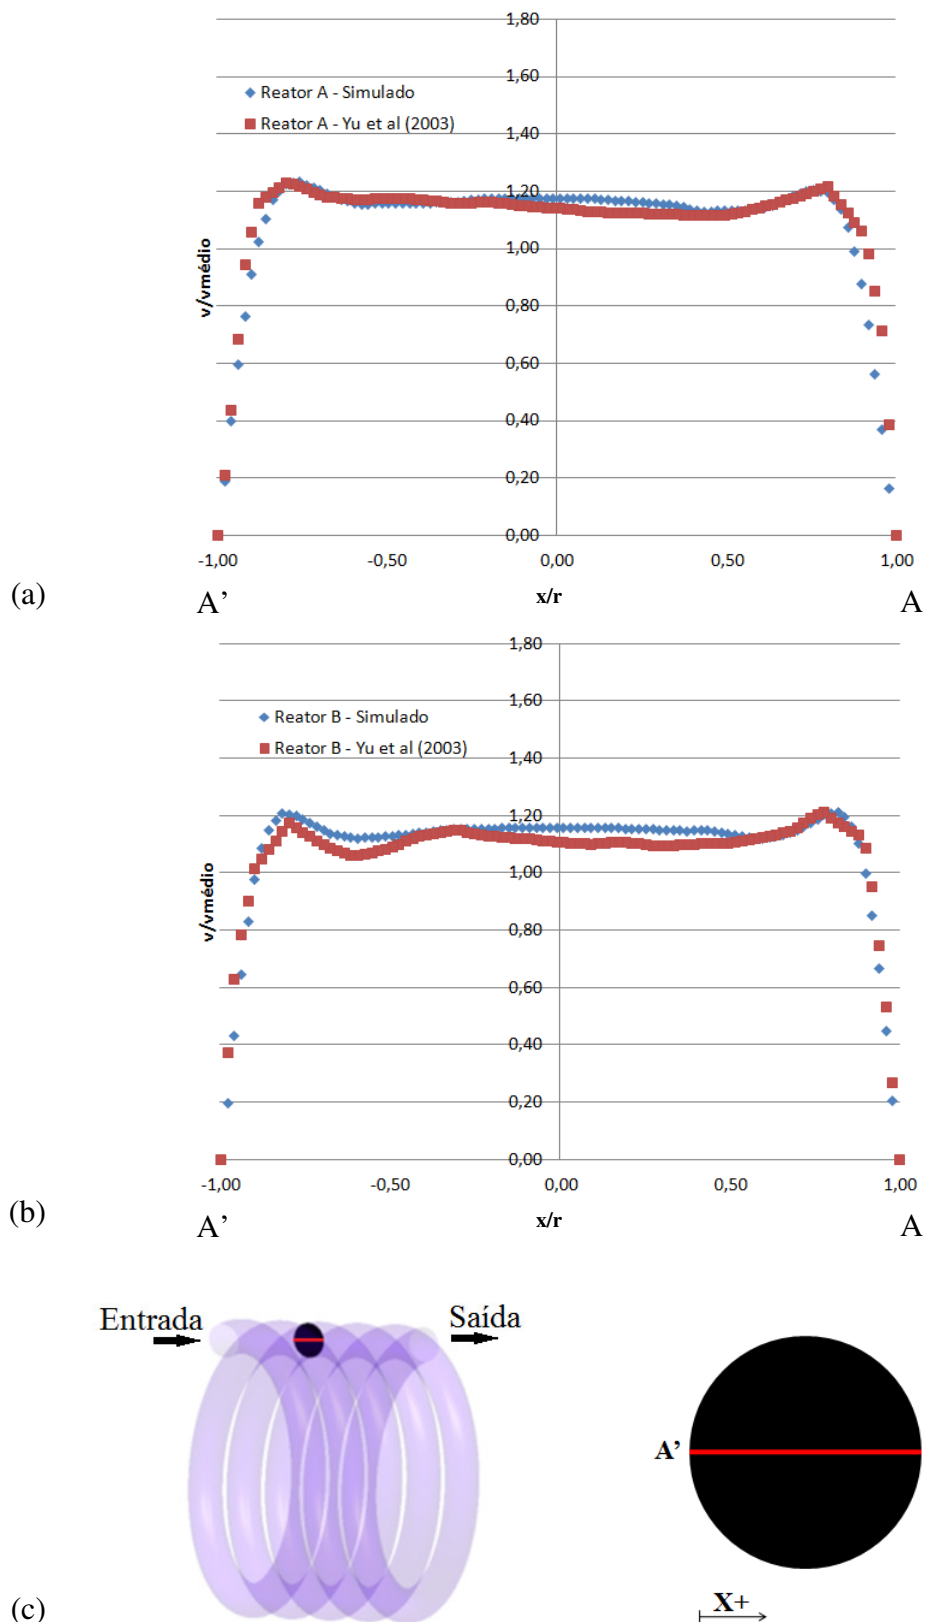 1,80
1,60
Reator A - Simulado
Reator A - Yu et al (2003)
1,40
1,20
1,00
v/vmédio
0,80
0,60
0,40
0,20
0,00
-1,00 -0,50 0,00 0,50 1,00
(a) A’ x/r A
1,80
1,60
Reator B - Simulado
Reator B - Yu et al (2003)
1,40
1,20
1,00
v/vmédio
0,80
0,60
0,40
0,20
0,00
-1,00 -0,50 0,00 0,50 1,00
(b) A’ x/r A
Entrada Saída
A’
(c) X+